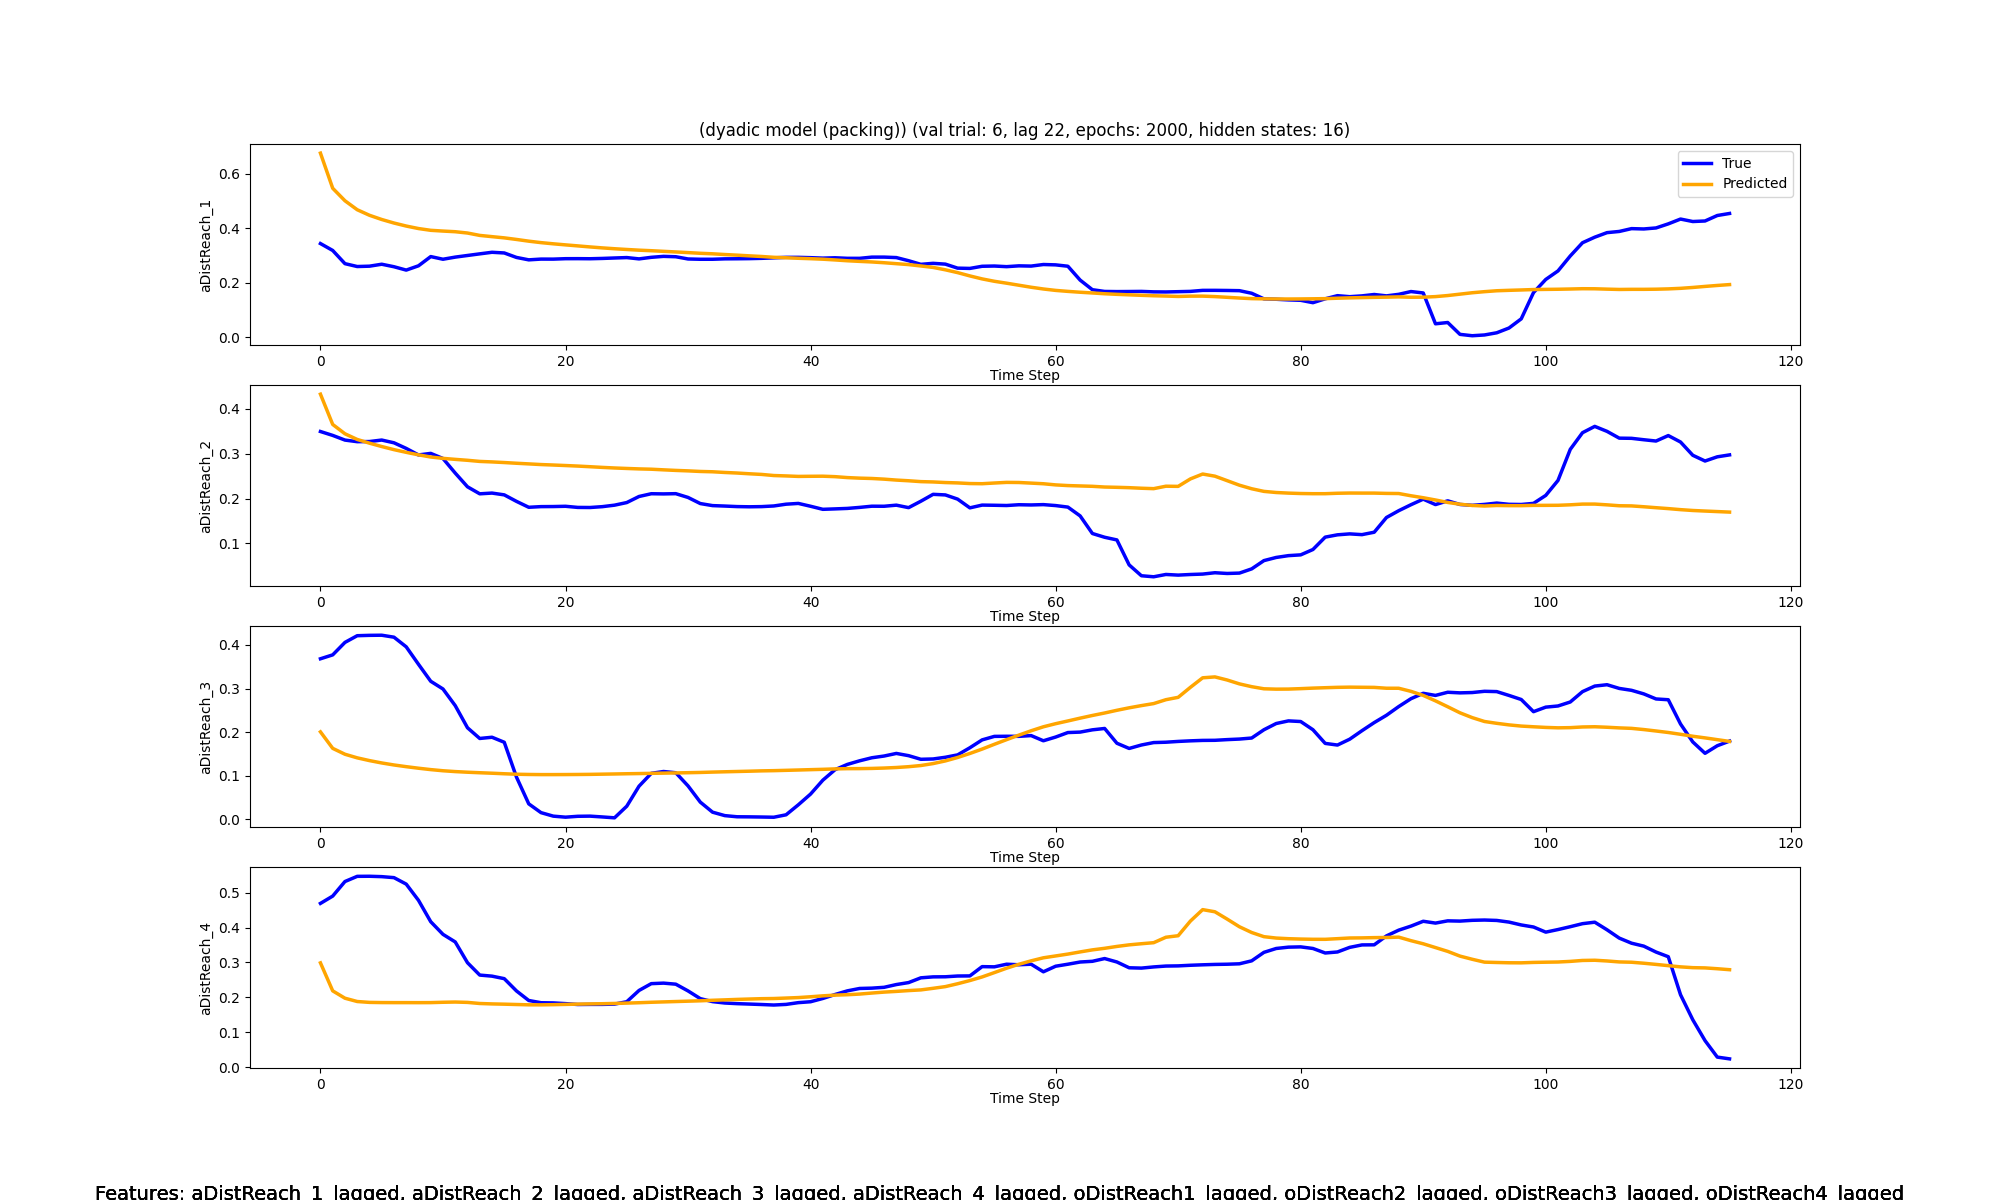 (dyadic model (packing)) (val trial: 6, lag 22, epochs: 2000, hidden states: 16)
True
Predicted
aDistReach_1
0.6
0.4
0.2
0.0
0 20 40 60 80 100 120
Time Step
aDistReach_2
0.4
0.3
0.2
0.1
0 20 40 60 80 100 120
Time Step
aDistReach_3
0.4
0.3
0.2
0.1
0.0
0 20 40 60 80 100 120
Time Step
aDistReach_4
0.5
0.4
0.3
0.2
0.1
0.0
0 20 40 60 80 100 120
Time Step
Features: aDistReach_1_lagged, aDistReach_2_lagged, aDistReach_3_lagged, aDistReach_4_lagged, oDistReach1_lagged, oDistReach2_lagged, oDistReach3_lagged, oDistReach4_lagged